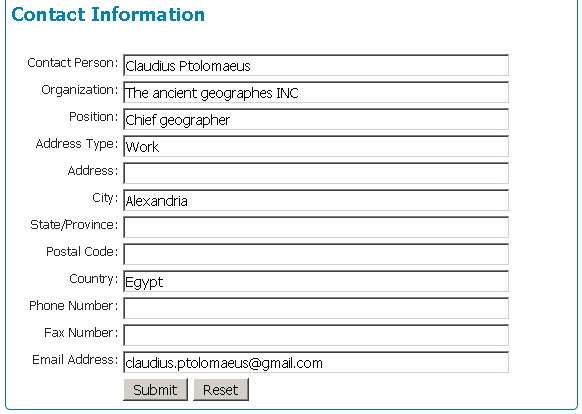 Contact Information
Contact Person: Claudius Ptolomaeus
Organization: The ancient geographes INC
Position: Chief geographer
Address Type: Work
Address:
City: Alexandria
State/Province:
Postal Code:
Country: Egypt
Phone Number:
Fax Number:
Email Address: claudius.ptolomaeus@gmail.com
Submit Reset